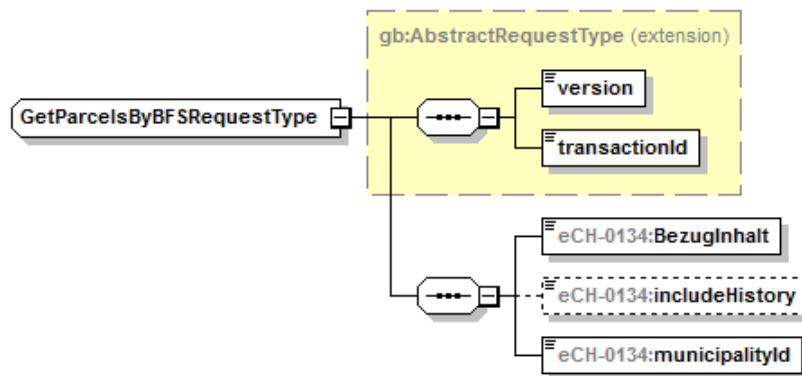 gb:AbstractRequestType (extension)
version
GetParcelsByBFSRequestType
transactionId
eCH-0134:BezugInhalt
eCH-0134:includeHistory
eCH-0134:municipalityId